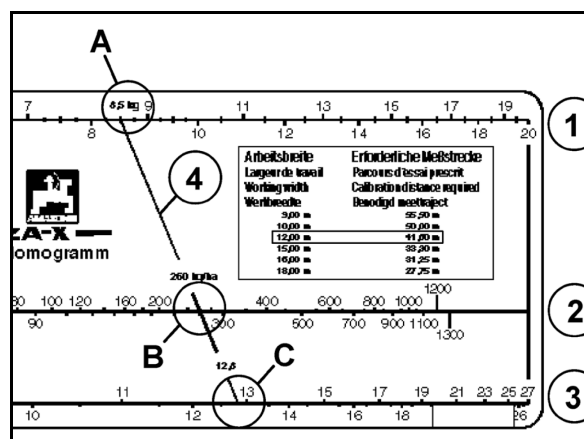 A
8,5 kg
7 9 11 13 15 17 19
8 10 12 14 16 18 20
1
4
Arbeitsbreite Erforderliche Meßstrecke
Largeur de travail Parcours d'essai prescrit
Working width Calibration distance required
Werkbreedte Benodigd meetraject
9,00 m 55,50 m
10,00 m 50,00 m
12,00 m 41,60 m
15,00 m 33,30 m
16,00 m 31,25 m
18,00 m 27,75 m
ZA-X
omogramm
260 kg/ha
1200
80 100 120 160 200 400 600 800 1000
2
90 300 500 700 900 1100 1300
B
C
12,8
11 13 15 17 19 21 23 25 27
3
10 12 14 16 18 26